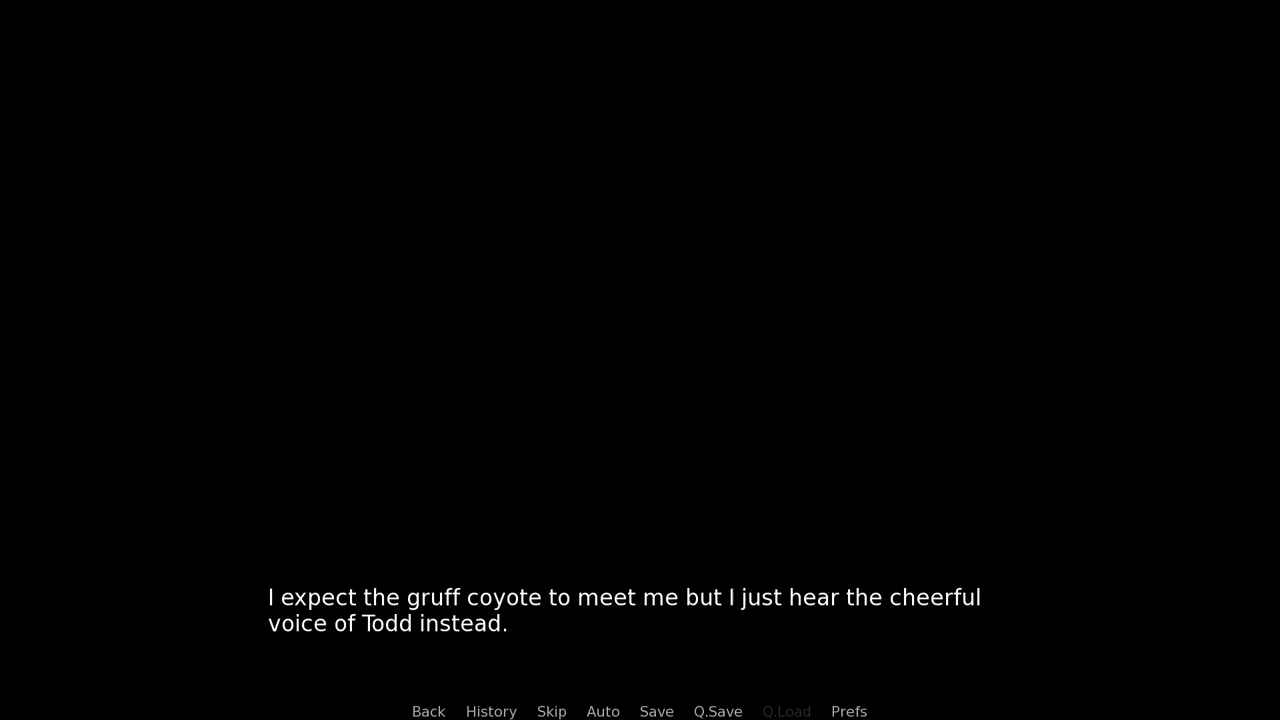 I expect the gruff coyote to meet me but I just hear the cheerful
voice of Todd instead.
Back History Skip Auto Save Q.Save Q.Load Prefs